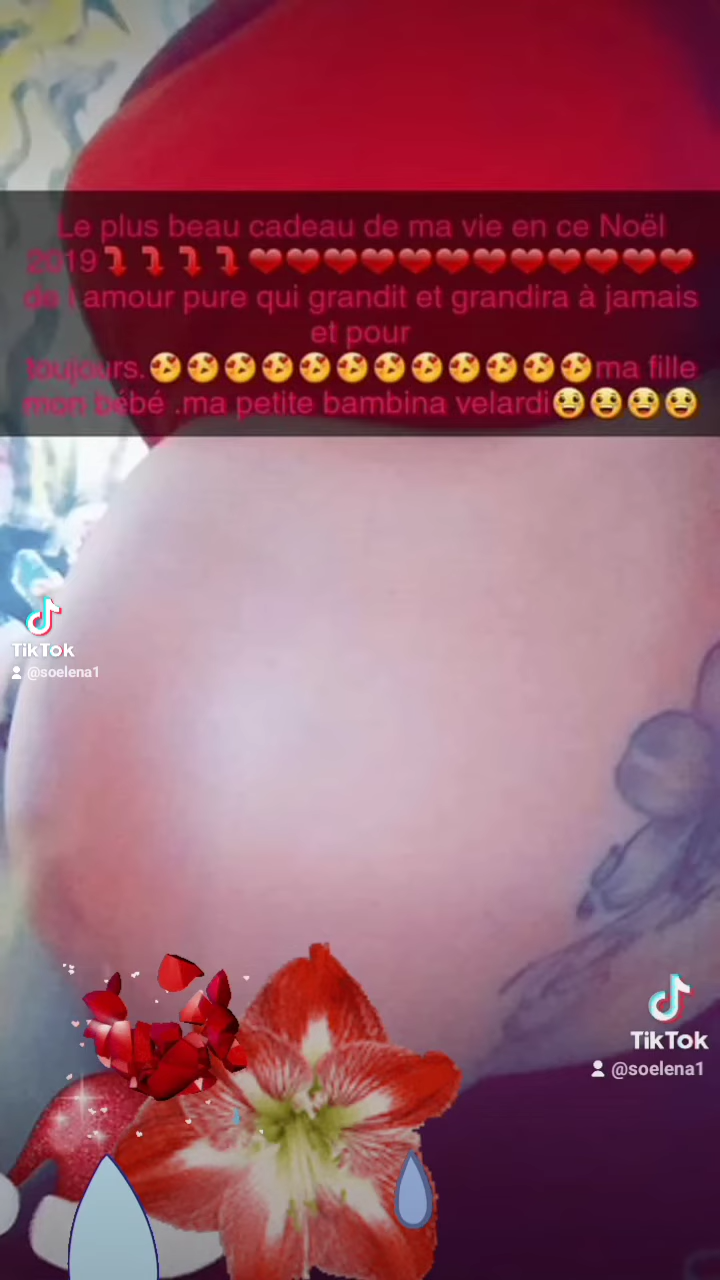 Le plus beau cadeau de ma vie en ce Noël
2019⤵⤵⤵⤵❤❤❤❤❤❤❤❤❤❤❤❤
de l amour pure qui grandit et grandira à jamais
et pour
toujours.😍😍😍😍😍😍😍😍😍😍😍😍ma fille
mon bébé .ma petite bambina velardi😀😀😀😀
TikTok
@soelena1
TikTok
@soelena1